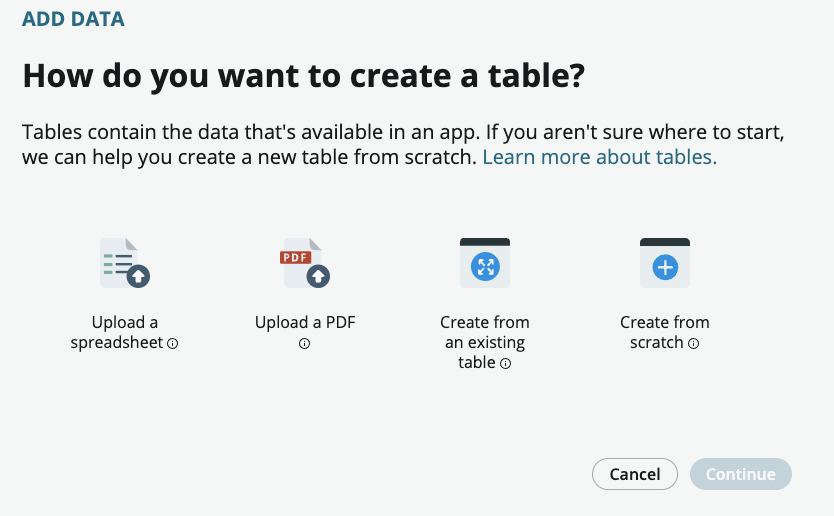 ADD DATA
How do you want to create a table?
Tables contain the data that's available in an app. If you aren't sure where to start,
we can help you create a new table from scratch. Learn more about tables.
PDF
Upload a
spreadsheet
Upload a PDF
Create from
an existing
table
Create from
scratch
Cancel
Continue